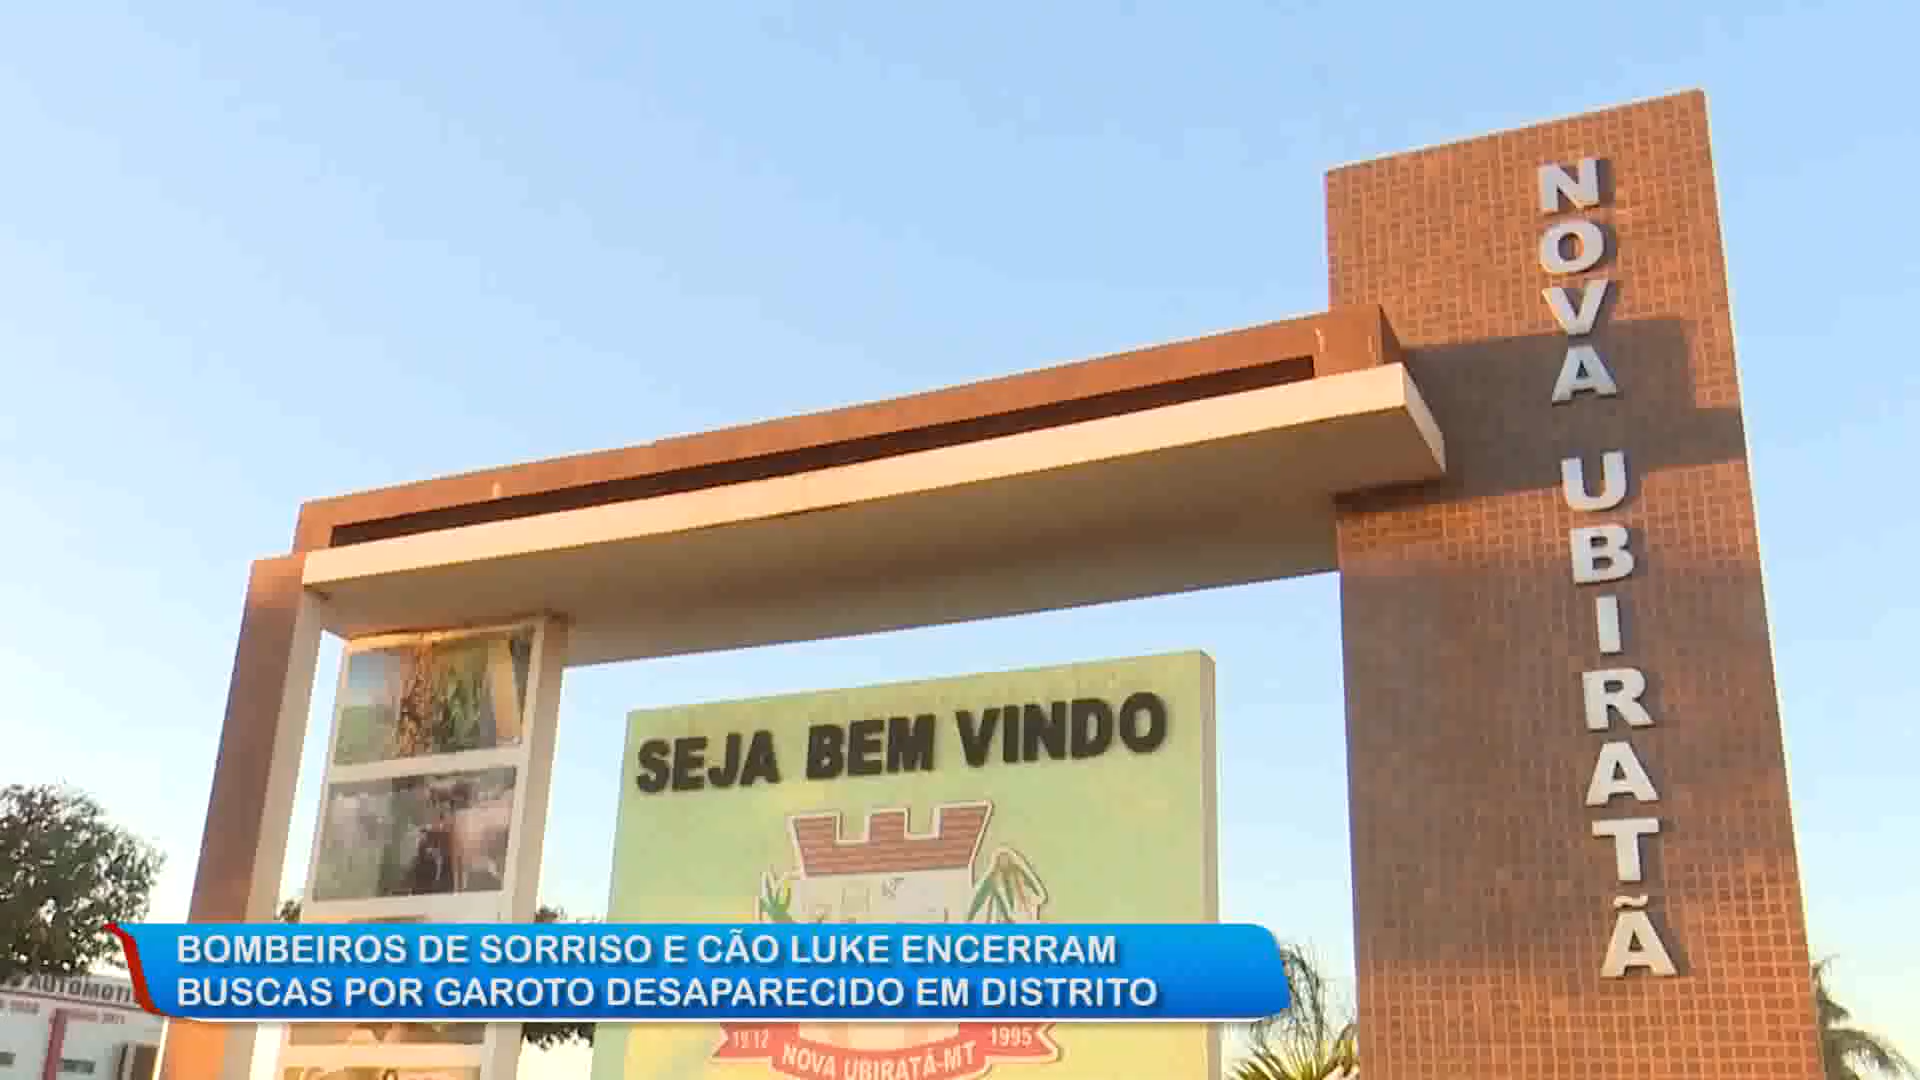 NOVA UBIRATÃ
SEJA BEM VINDO
BOMBEIROS DE SORRISO E CÃO LUKE ENCERRAM
BUSCAS POR GAROTO DESAPARECIDO EM DISTRITO
1995
NOVA UBIRATÃ-MT